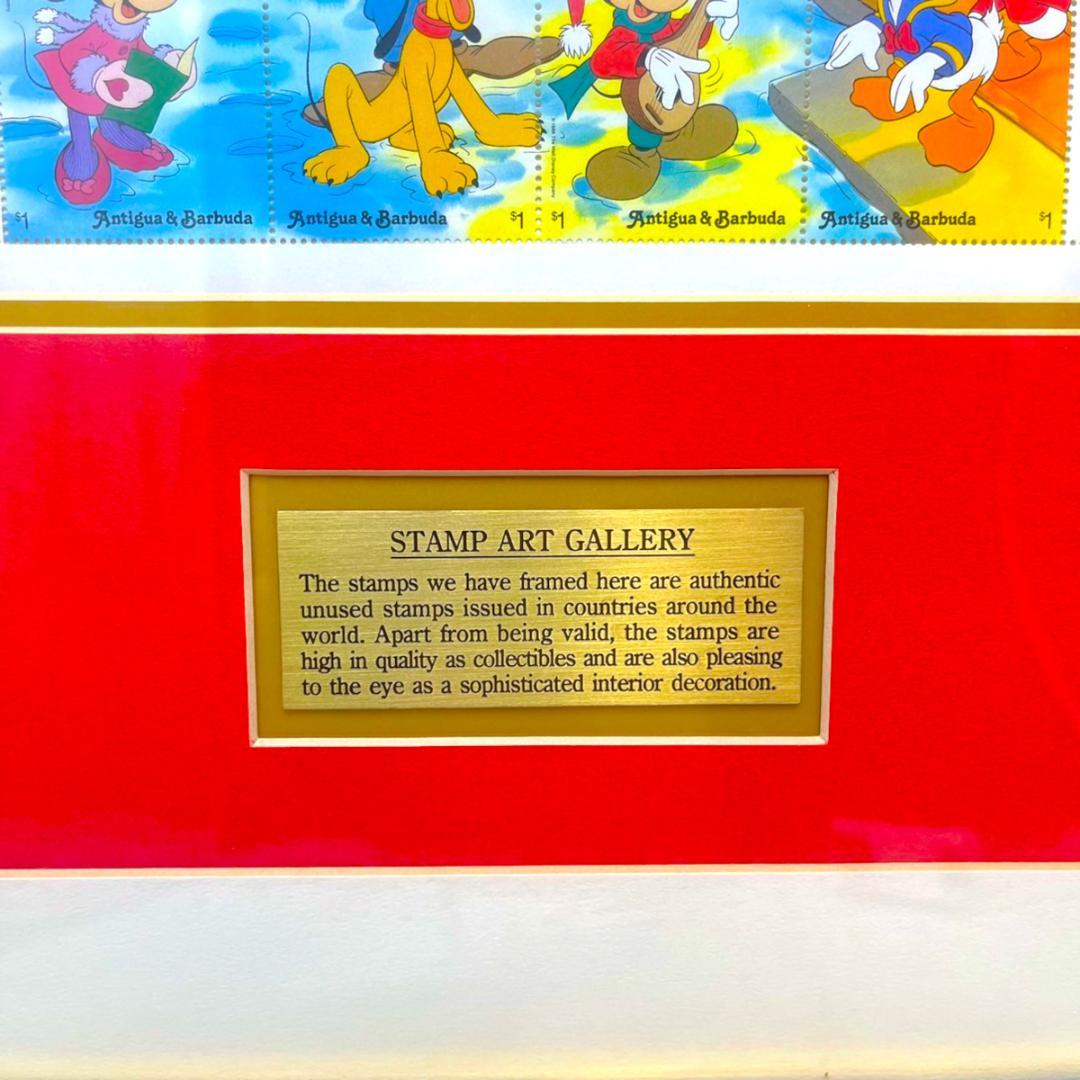 $1 Antigua & Barbuda Antigua & Barbuda $1 $1 Antigua & Barbuda Antigua & Barbuda $1
STAMP ART GALLERY
The stamps we have framed here are authentic
unused stamps issued in countries around the
world. Apart from being valid, the stamps are
high in quality as collectibles and are also pleasing
to the eye as a sophisticated interior decoration.